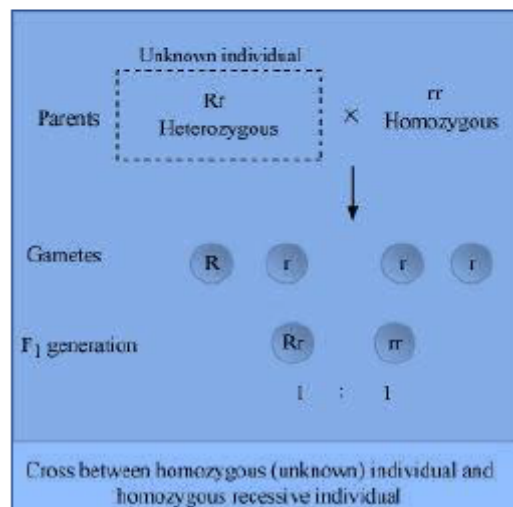 Unknown individual
Parents Rr × rr
Heterozygous Homozygous
Gametes R r r r
F₁ generation Rr rr
1 : 1
Cross between homozygous (unknown) individual and
homozygous recessive individual